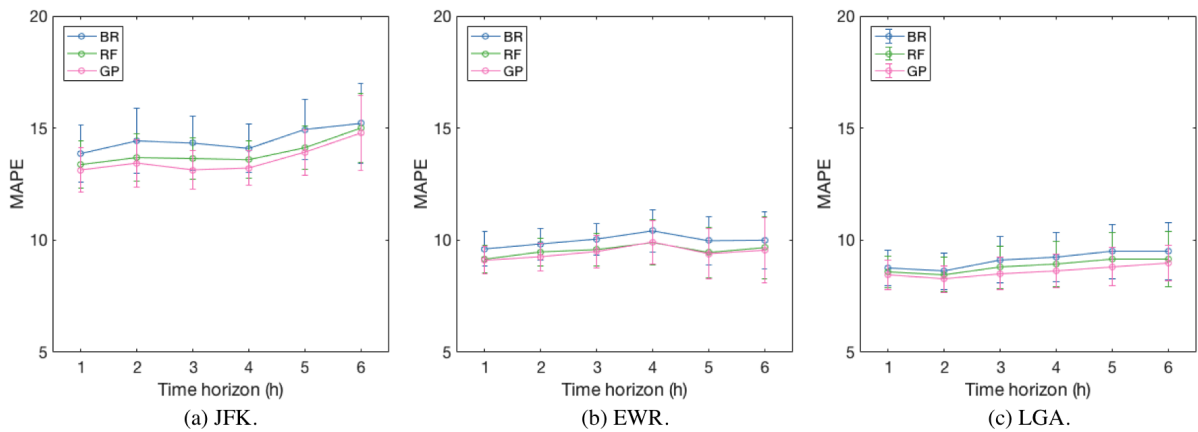 20
15
10
5
MAPE
BR
RF
GP
1 2 3 4 5 6
Time horizon (h)
(a) JFK.
20
15
10
5
MAPE
BR
RF
GP
1 2 3 4 5 6
Time horizon (h)
(b) EWR.
20
15
10
5
MAPE
BR
RF
GP
1 2 3 4 5 6
Time horizon (h)
(c) LGA.